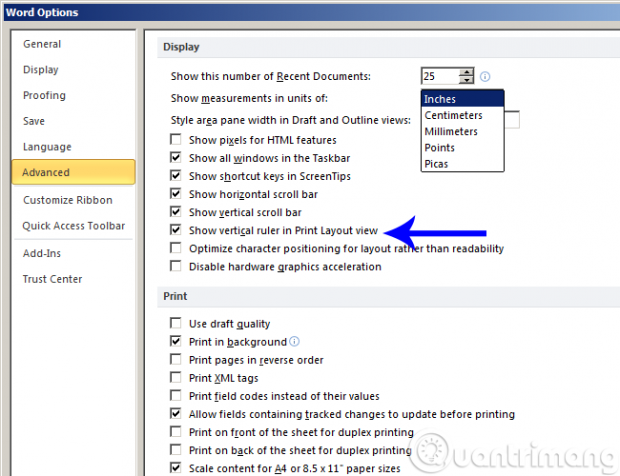 Word Options
General
Display
Proofing
Save
Language
Advanced
Customize Ribbon
Quick Access Toolbar
Add-Ins
Trust Center
Display
Show this number of Recent Documents: 25
Show measurements in units of:
Inches
Centimeters
Millimeters
Points
Picas
Style area pane width in Draft and Outline views:
Show pixels for HTML features
Show all windows in the Taskbar
Show shortcut keys in ScreenTips
Show horizontal scroll bar
Show vertical scroll bar
Show vertical ruler in Print Layout view
Optimize character positioning for layout rather than readability
Disable hardware graphics acceleration
Print
Use draft quality
Print in background
Print pages in reverse order
Print XML tags
Print field codes instead of their values
Allow fields containing tracked changes to update before printing
Print on front of the sheet for duplex printing
Print on back of the sheet for duplex printing
Scale content for A4 or 8.5 x 11" paper sizes
Quantrimang